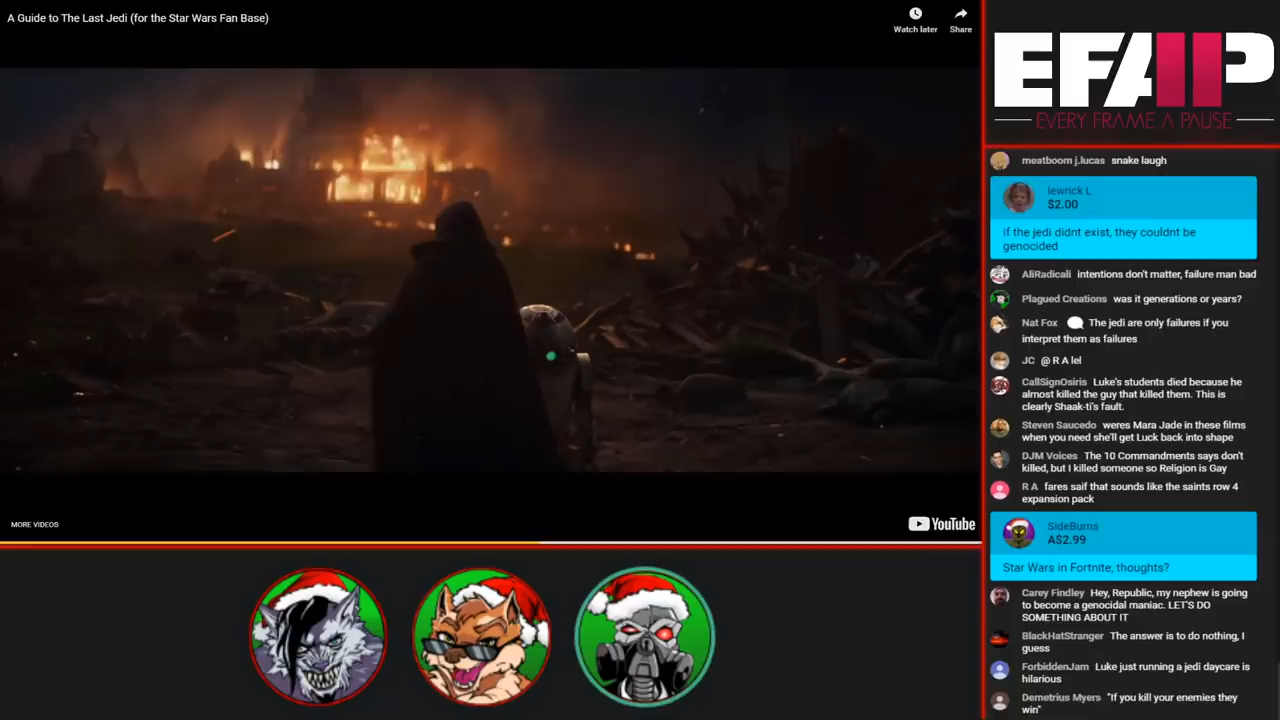 A Guide to The Last Jedi (for the Star Wars Fan Base)
Watch later
Share
MORE VIDEOS
YouTube
EFAP
EVERY FRAME A PAUSE
meatboom j.lucas snake laugh
lewrick L
$2.00
if the jedi didnt exist, they couldnt be
genocided
AliRadicali intentions don't matter, failure man bad
Plagued Creations was it generations or years?
Nat Fox The jedi are only failures if you
interpret them as failures
JC @ R A lel
CallSignOsiris Luke's students died because he
almost killed the guy that killed them. This is
clearly Shaak-ti's fault.
Steven Saucedo weres Mara Jade in these films
when you need she'll get Luck back into shape
DJM Voices The 10 Commandments says don't
killed, but I killed someone so Religion is Gay
R A fares saif that sounds like the saints row 4
expansion pack
SideBurns
A$2.99
Star Wars in Fortnite, thoughts?
Carey Findley Hey, Republic, my nephew is going
to become a genocidal maniac. LET'S DO
SOMETHING ABOUT IT
BlackHatStranger The answer is to do nothing, I
guess
ForbiddenJam Luke just running a jedi daycare is
hilarious
Demetrius Myers "If you kill your enemies they
win"